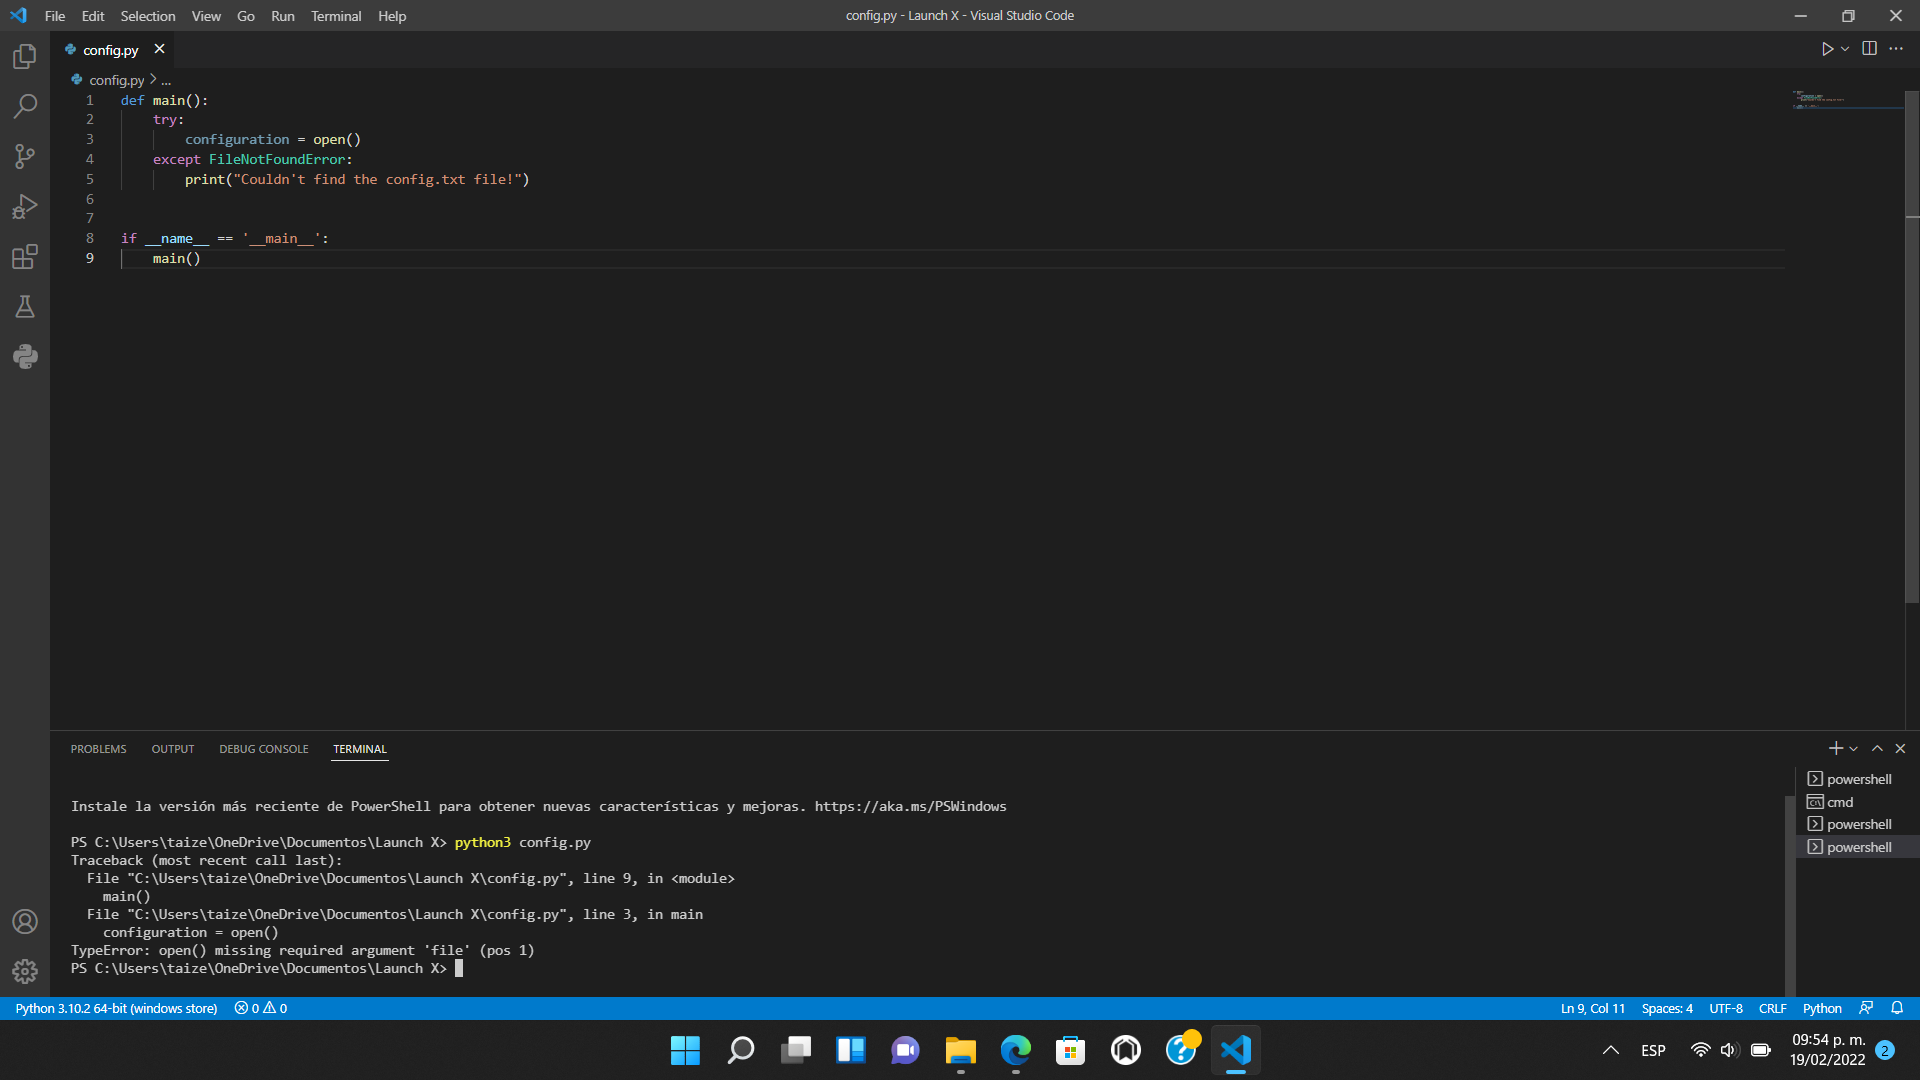 File Edit Selection View Go Run Terminal Help
config.py - Launch X - Visual Studio Code
config.py
config.py > ...
1 def main():
2 try:
3 configuration = open()
4 except FileNotFoundError:
5 print("Couldn't find the config.txt file!")
6
7
8 if __name__ == '__main__':
9 main()
PROBLEMS OUTPUT DEBUG CONSOLE TERMINAL
powershell
cmd
powershell
powershell
Instale la versión más reciente de PowerShell para obtener nuevas características y mejoras. https://aka.ms/PSWindows
PS C:\Users\taize\OneDrive\Documentos\Launch X> python3 config.py
Traceback (most recent call last):
File "C:\Users\taize\OneDrive\Documentos\Launch X\config.py", line 9, in <module>
main()
File "C:\Users\taize\OneDrive\Documentos\Launch X\config.py", line 3, in main
configuration = open()
TypeError: open() missing required argument 'file' (pos 1)
PS C:\Users\taize\OneDrive\Documentos\Launch X>
Python 3.10.2 64-bit (windows store) 0 0 Ln 9, Col 11 Spaces: 4 UTF-8 CRLF Python
ESP
09:54 p. m.
19/02/2022
2